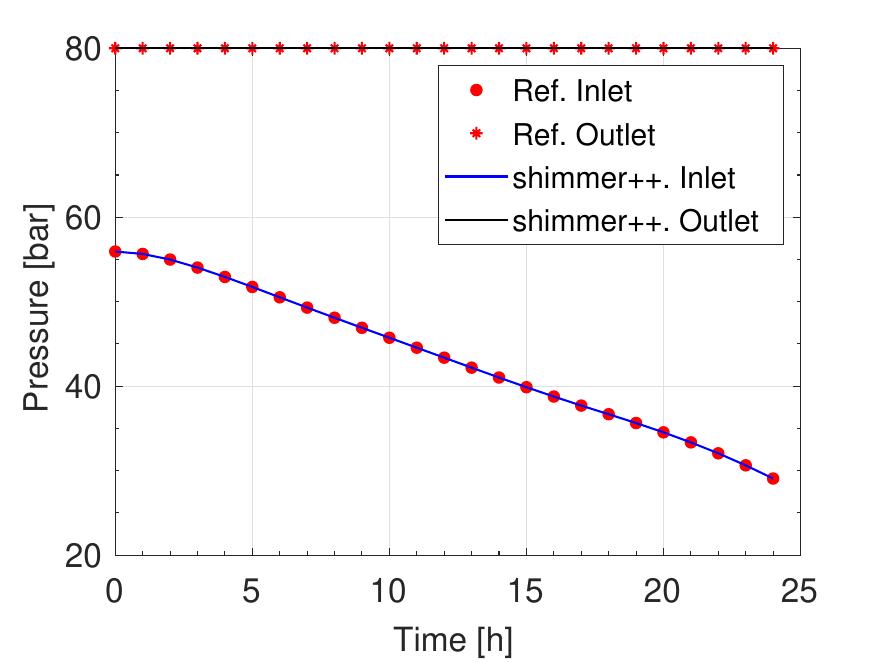 80
60
40
20
Pressure [bar]
Ref. Inlet
Ref. Outlet
shimmer++. Inlet
shimmer++. Outlet
0 5 10 15 20 25
Time [h]